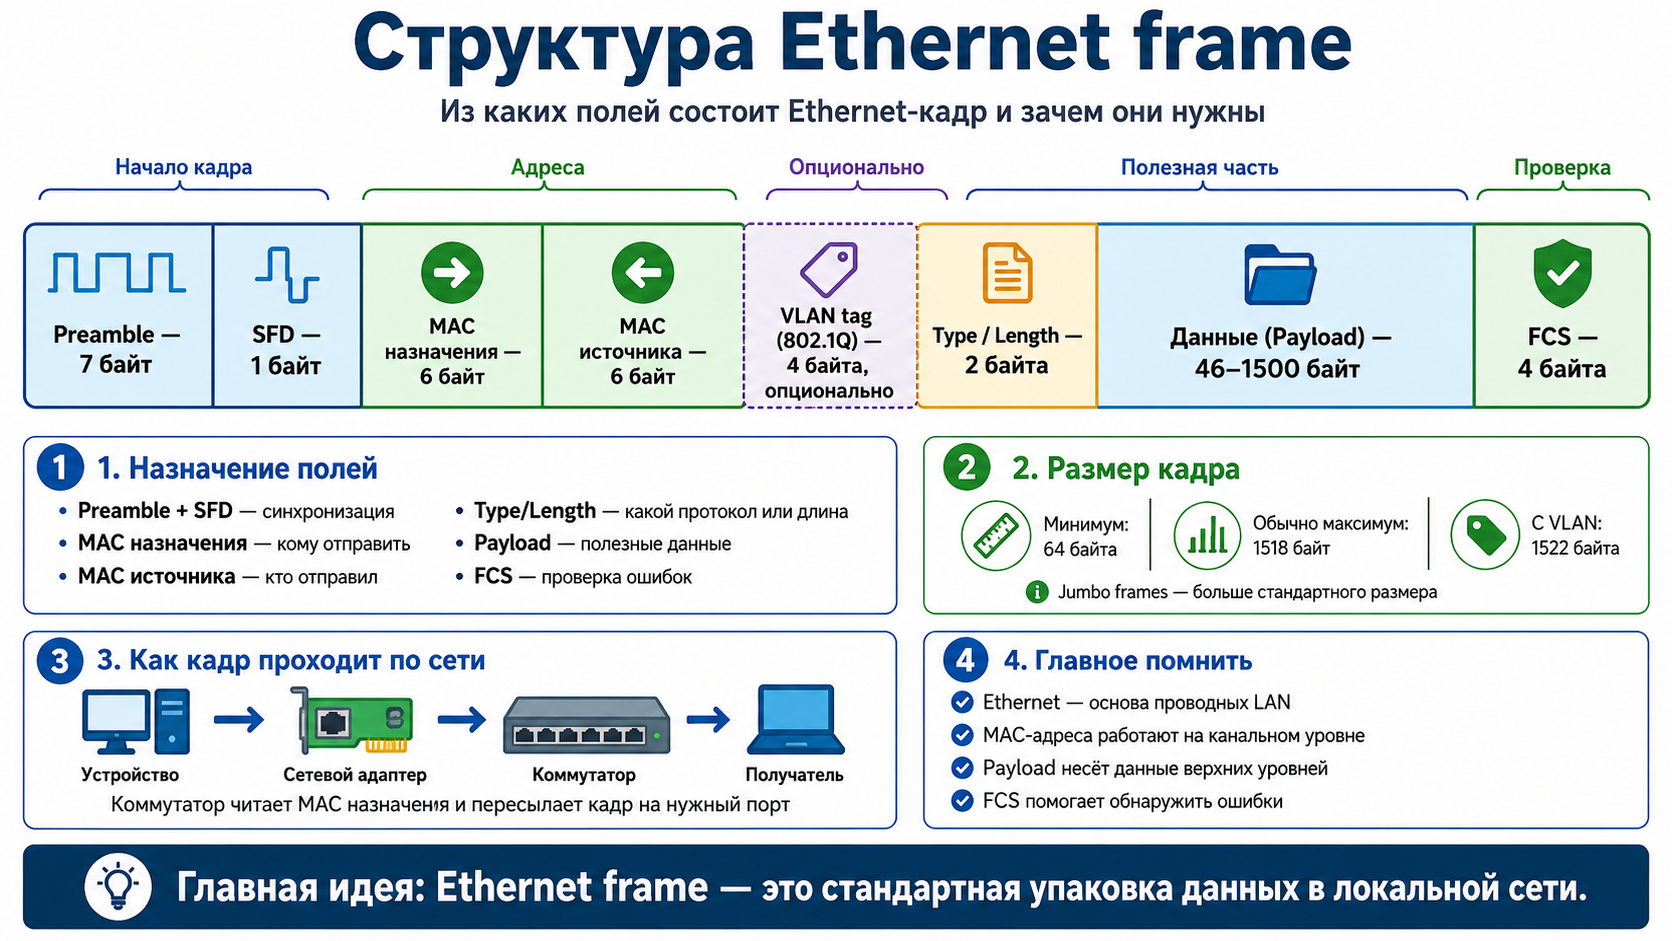 Структура Ethernet frame
Из каких полей состоит Ethernet-кадр и зачем они нужны
Начало кадра
Адреса
Опционально
Полезная часть
Проверка
Preamble —
7 байт
SFD —
1 байт
MAC
назначения —
6 байт
MAC
источника —
6 байт
VLAN tag
(802.1Q) —
4 байта,
опционально
Type / Length —
2 байта
Данные (Payload) —
46–1500 байт
FCS —
4 байта
1 1. Назначение полей
• Preamble + SFD — синхронизация
• MAC назначения — кому отправить
• MAC источника — кто отправил
• Type/Length — какой протокол или длина
• Payload — полезные данные
• FCS — проверка ошибок
2 2. Размер кадра
Минимум:
64 байта
Обычно максимум:
1518 байт
С VLAN:
1522 байта
i Jumbo frames — больше стандартного размера
3 3. Как кадр проходит по сети
Устройство
Сетевой адаптер
Коммутатор
Получатель
Коммутатор читает MAC назначения и пересылает кадр на нужный порт
4 4. Главное помнить
Ethernet — основа проводных LAN
MAC-адреса работают на канальном уровне
Payload несёт данные верхних уровней
FCS помогает обнаружить ошибки
Главная идея: Ethernet frame — это стандартная упаковка данных в локальной сети.